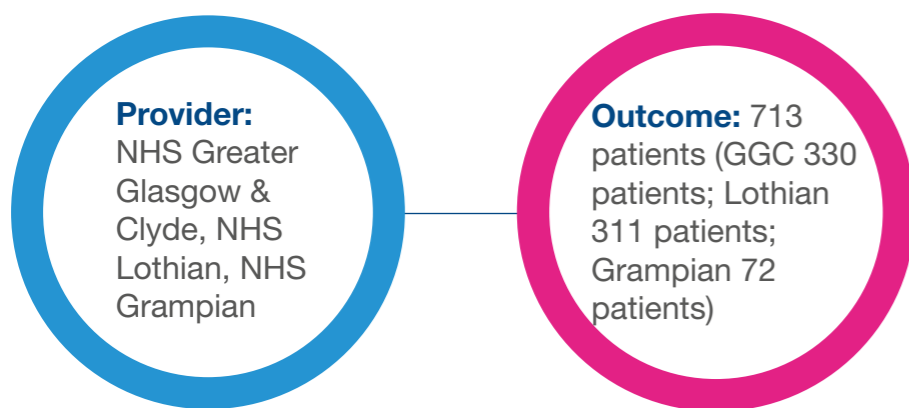 Provider:
NHS Greater
Glasgow &
Clyde, NHS
Lothian, NHS
Grampian
Outcome: 713
patients (GGC 330
patients; Lothian
311 patients;
Grampian 72
patients)